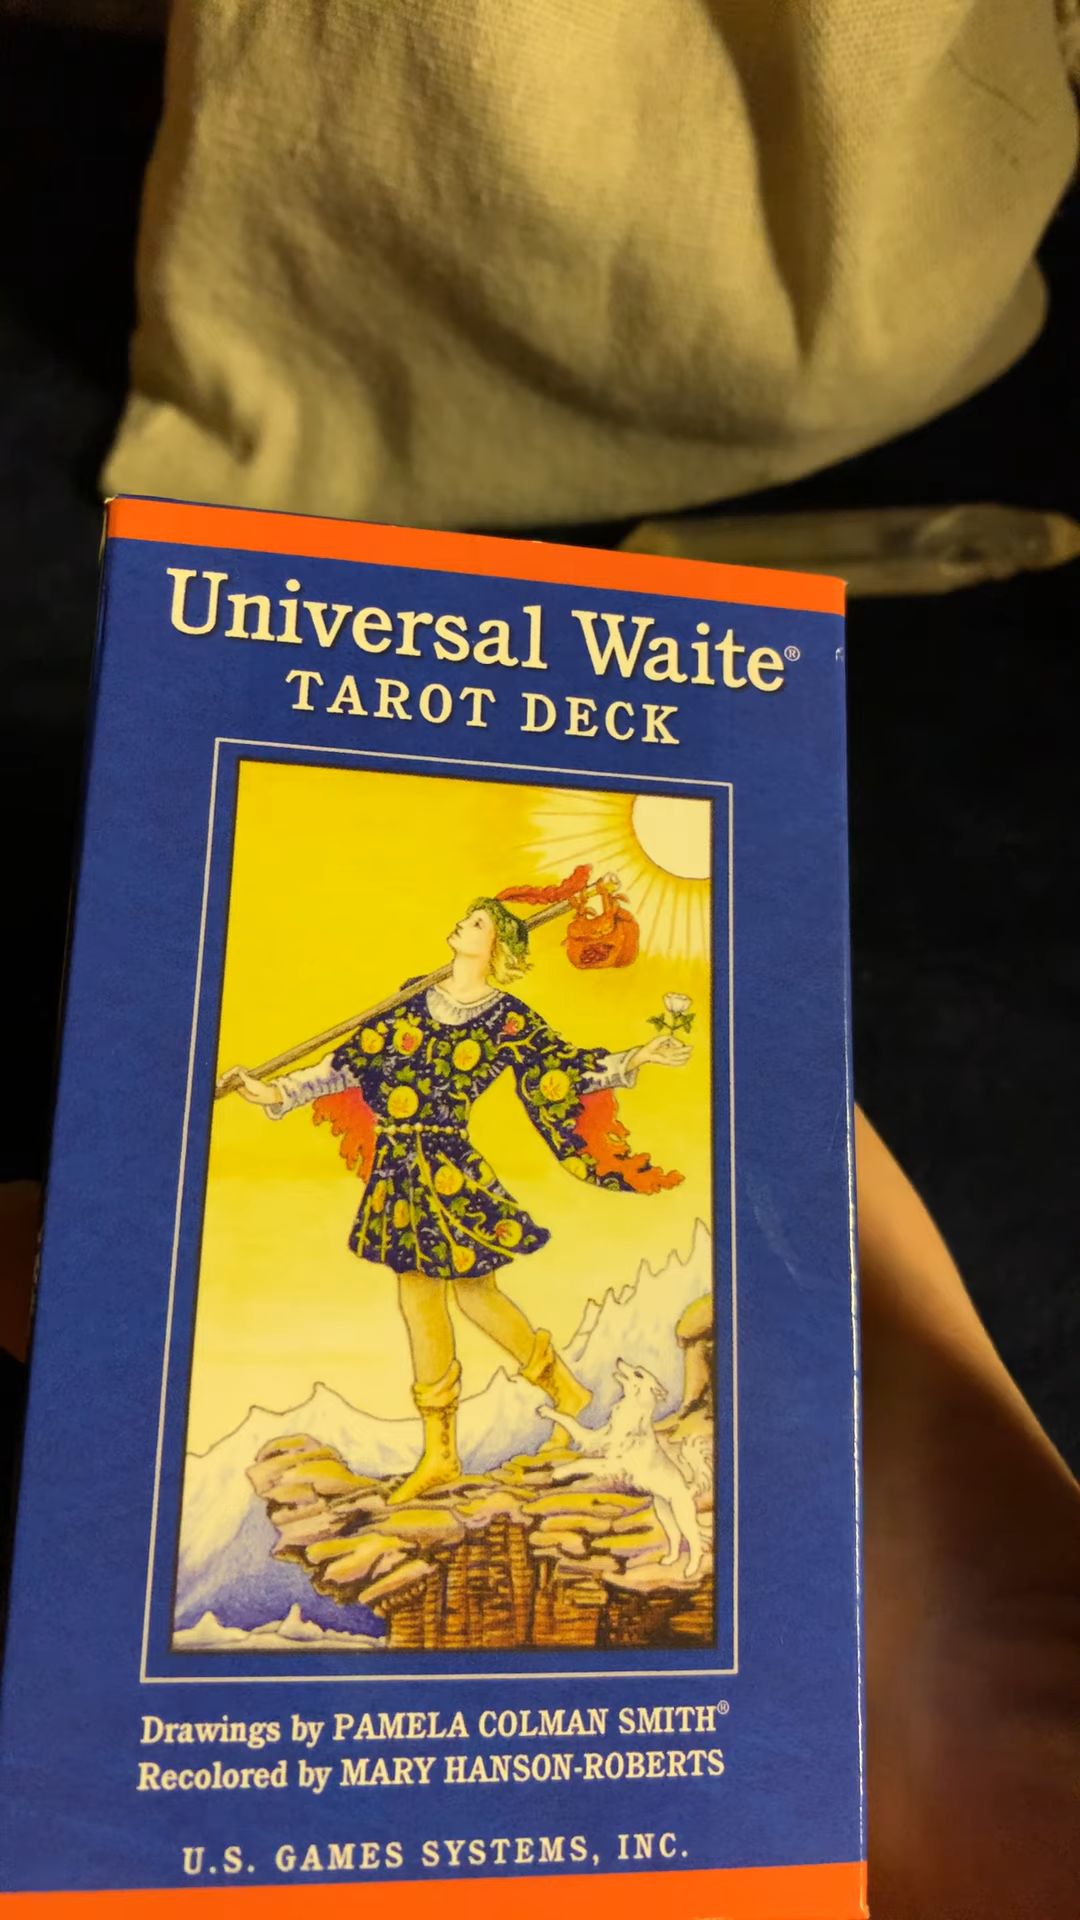 Universal Waite®
TAROT DECK
Drawings by PAMELA COLMAN SMITH®
Recolored by MARY HANSON-ROBERTS
U.S. GAMES SYSTEMS, INC.